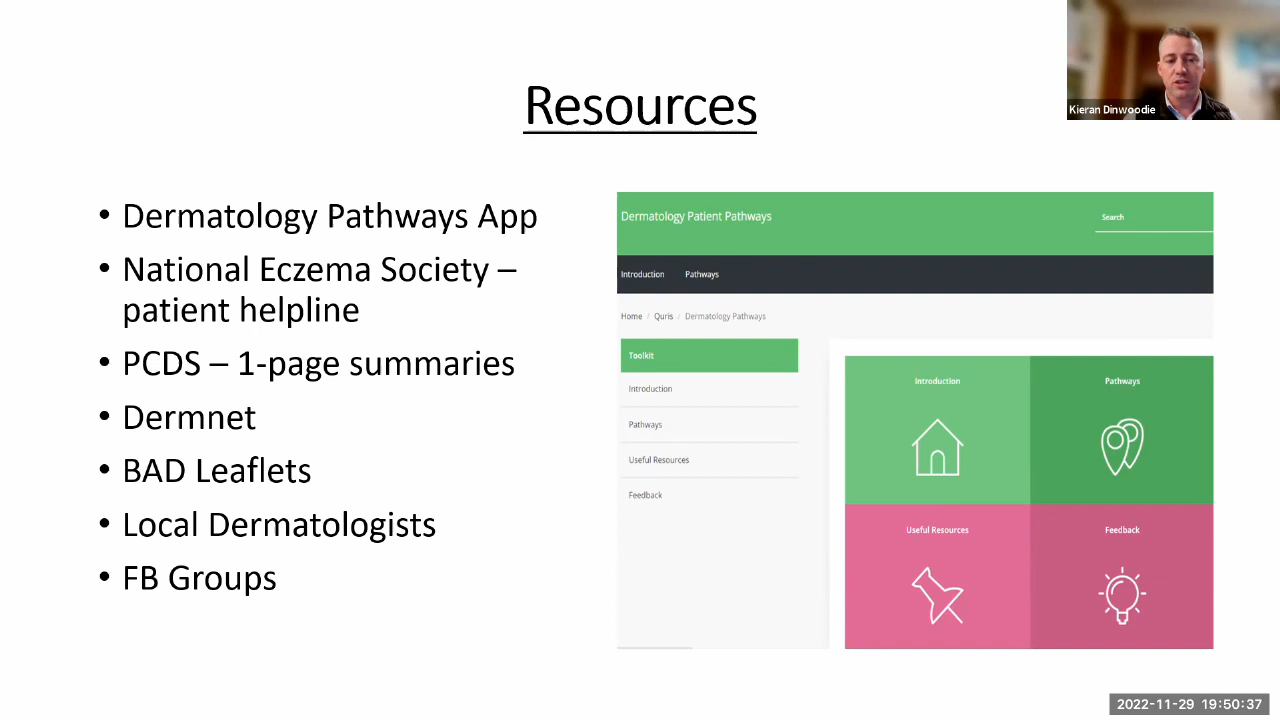 Kieran Dinwoodie
Resources
• Dermatology Pathways App
• National Eczema Society –
patient helpline
• PCDS – 1-page summaries
• Dermnet
• BAD Leaflets
• Local Dermatologists
• FB Groups
Dermatology Patient Pathways
Search
Introduction Pathways
Home / Quris / Dermatology Pathways
Toolkit
Introduction
Pathways
Useful Resources
Feedback
Introduction
Pathways
Useful Resources
Feedback
2022-11-29 19:50:37